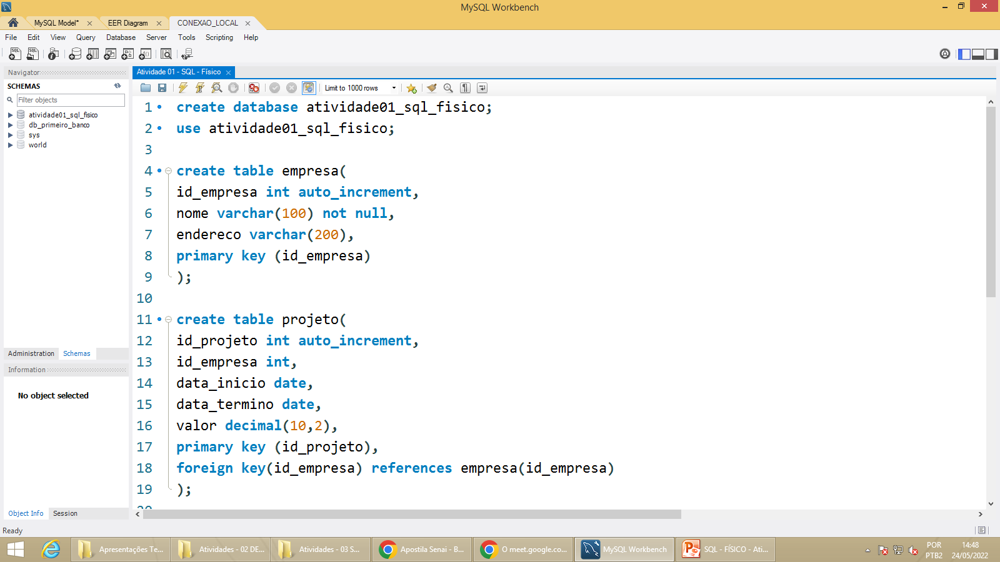 MySQL Workbench
MySQL Model*
EER Diagram
CONEXAO_LOCAL
File Edit View Query Database Server Tools Scripting Help
Navigator
SCHEMAS
Filter objects
atividade01_sql_fisico
db_primeiro_banco
sys
world
Administration Schemas
Information
No object selected
Object Info Session
Atividade 01 - SQL - Físico
Limit to 1000 rows
1 create database atividade01_sql_fisico;
2 use atividade01_sql_fisico;
3
4 create table empresa(
5 id_empresa int auto_increment,
6 nome varchar(100) not null,
7 endereco varchar(200),
8 primary key (id_empresa)
9 );
10
11 create table projeto(
12 id_projeto int auto_increment,
13 id_empresa int,
14 data_inicio date,
15 data_termino date,
16 valor decimal(10,2),
17 primary key (id_projeto),
18 foreign key(id_empresa) references empresa(id_empresa)
19 );
20
Ready
Apresentações Te...
Atividades - 02 DE...
Atividades - 03 S...
Apostila Senai - B...
O meet.google.co...
MySQL Workbench
SQL - FÍSICO - Ati...
POR
PTB2
14:48
24/05/2022